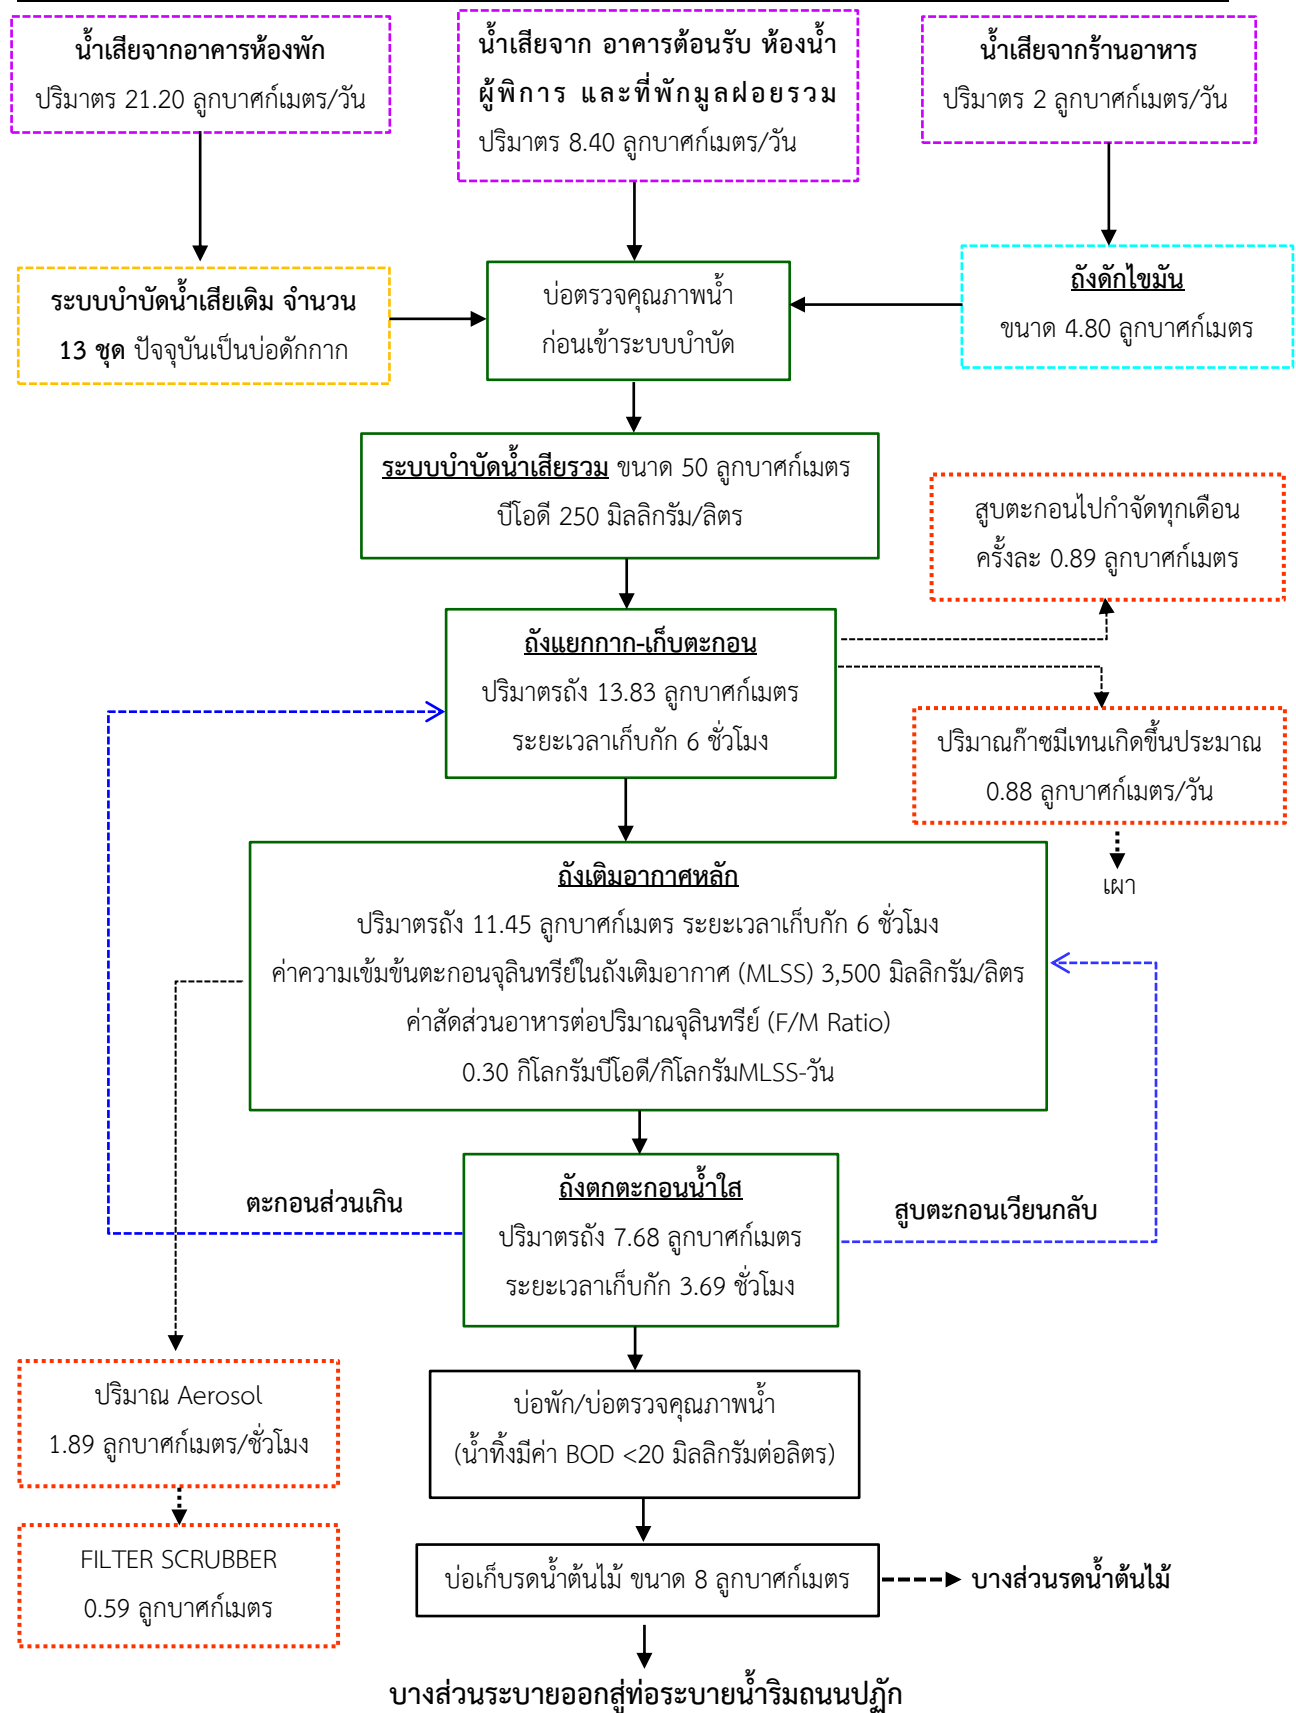 น้ำเสียจากอาคารห้องพัก
ปริมาตร 21.20 ลูกบาศก์เมตร/วัน
น้ำเสียจาก อาคารต้อนรับ ห้องน้ำ
ผู้พิการ และที่พักมูลฝอยรวม
ปริมาตร 8.40 ลูกบาศก์เมตร/วัน
น้ำเสียจากร้านอาหาร
ปริมาตร 2 ลูกบาศก์เมตร/วัน
ระบบบำบัดน้ำเสียเดิม จำนวน
13 ชุด ปัจจุบันเป็นบ่อดักกาก
บ่อตรวจคุณภาพน้ำ
ก่อนเข้าระบบบำบัด
ถังดักไขมัน
ขนาด 4.80 ลูกบาศก์เมตร
ระบบบำบัดน้ำเสียรวม ขนาด 50 ลูกบาศก์เมตร
บีโอดี 250 มิลลิกรัม/ลิตร
สูบตะกอนไปกำจัดทุกเดือน
ครั้งละ 0.89 ลูกบาศก์เมตร
ถังแยกกาก-เก็บตะกอน
ปริมาตรถัง 13.83 ลูกบาศก์เมตร
ระยะเวลาเก็บกัก 6 ชั่วโมง
ปริมาณก๊าซมีเทนเกิดขึ้นประมาณ
0.88 ลูกบาศก์เมตร/วัน
เผา
ถังเติมอากาศหลัก
ปริมาตรถัง 11.45 ลูกบาศก์เมตร ระยะเวลาเก็บกัก 6 ชั่วโมง
ค่าความเข้มข้นตะกอนจุลินทรีย์ในถังเติมอากาศ (MLSS) 3,500 มิลลิกรัม/ลิตร
ค่าสัดส่วนอาหารต่อปริมาณจุลินทรีย์ (F/M Ratio)
0.30 กิโลกรัมบีโอดี/กิโลกรัมMLSS-วัน
ตะกอนส่วนเกิน
ถังตกตะกอนน้ำใส
ปริมาตรถัง 7.68 ลูกบาศก์เมตร
ระยะเวลาเก็บกัก 3.69 ชั่วโมง
สูบตะกอนเวียนกลับ
ปริมาณ Aerosol
1.89 ลูกบาศก์เมตร/ชั่วโมง
บ่อพัก/บ่อตรวจคุณภาพน้ำ
(น้ำทิ้งมีค่า BOD <20 มิลลิกรัมต่อลิตร)
FILTER SCRUBBER
0.59 ลูกบาศก์เมตร
บ่อเก็บรดน้ำต้นไม้ ขนาด 8 ลูกบาศก์เมตร
บางส่วนรดน้ำต้นไม้
บางส่วนระบายออกสู่ท่อระบายน้ำริมถนนปฏัก